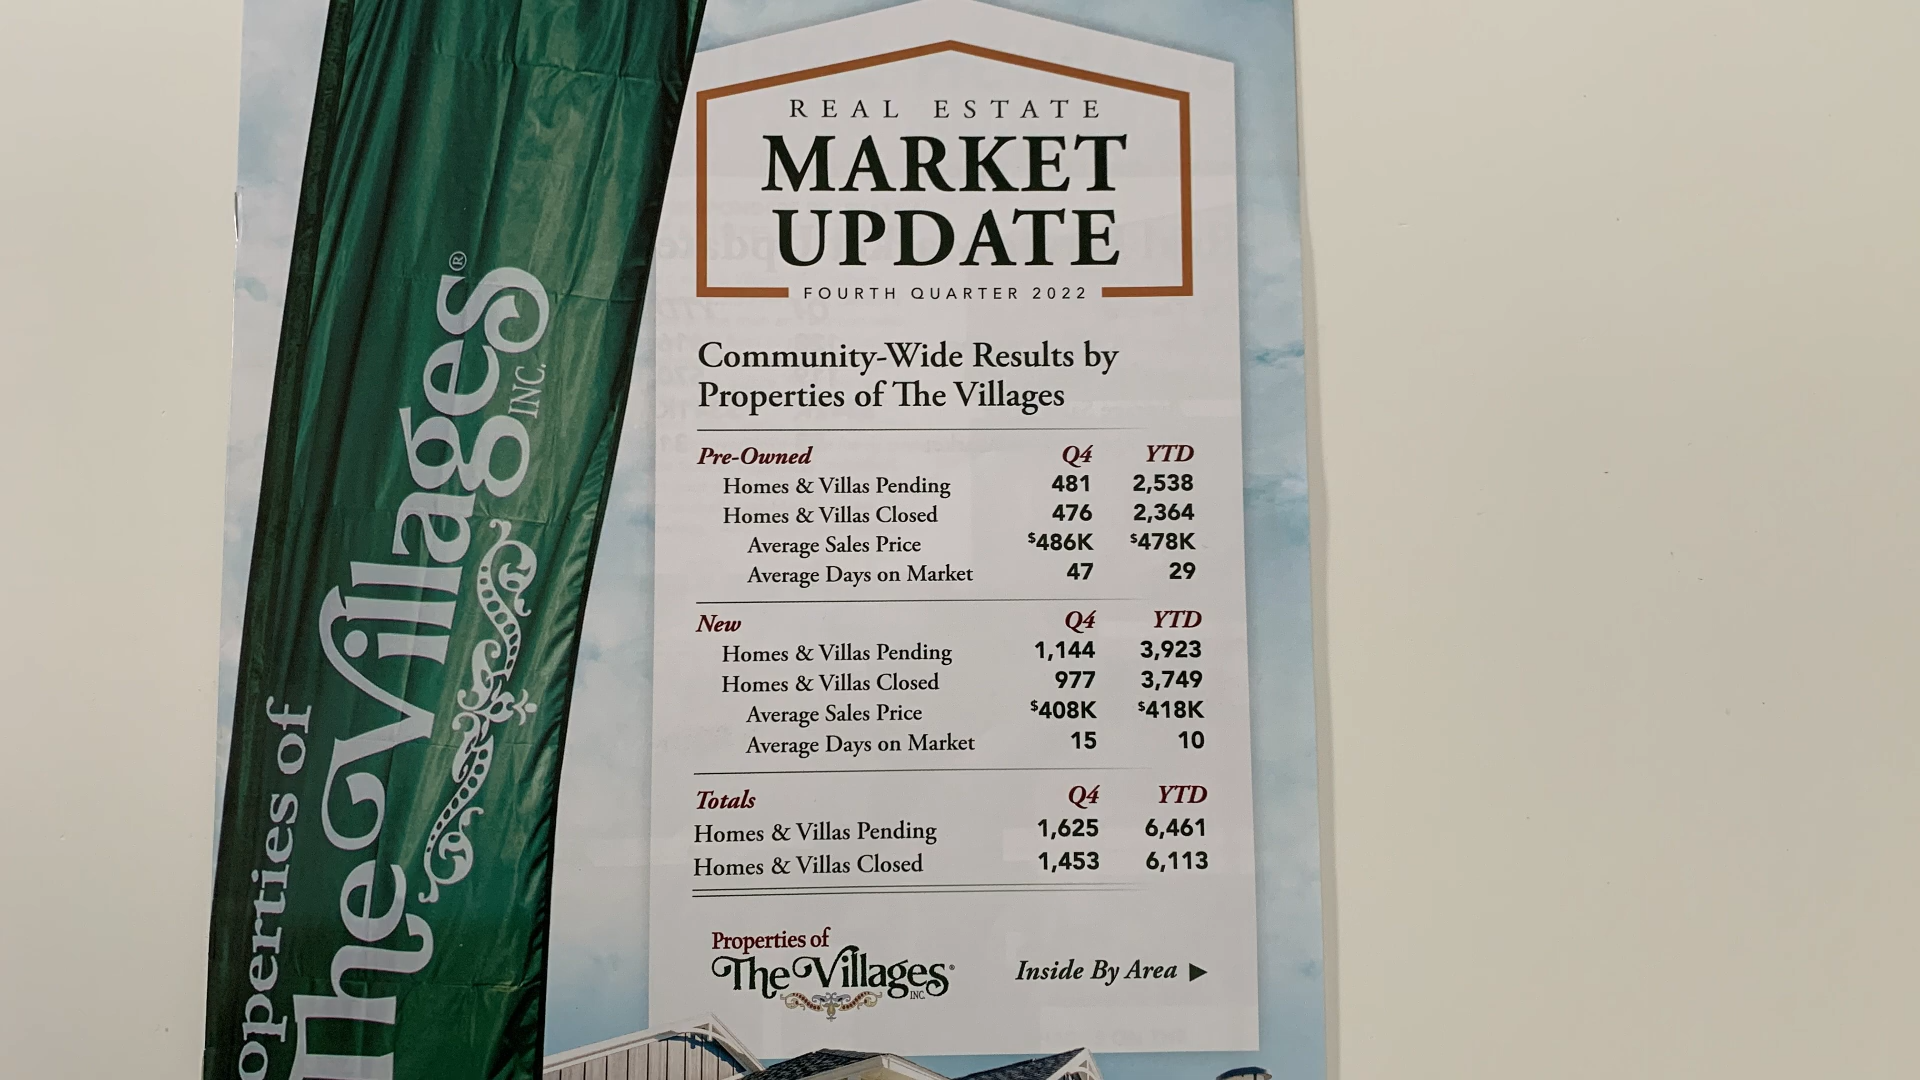 REAL ESTATE
MARKET
UPDATE
FOURTH QUARTER 2022
Community-Wide Results by
Properties of The Villages
Pre-Owned Q4 YTD
Homes & Villas Pending 481 2,538
Homes & Villas Closed 476 2,364
Average Sales Price $486K $478K
Average Days on Market 47 29
New Q4 YTD
Homes & Villas Pending 1,144 3,923
Homes & Villas Closed 977 3,749
Average Sales Price $408K $418K
Average Days on Market 15 10
Totals Q4 YTD
Homes & Villas Pending 1,625 6,461
Homes & Villas Closed 1,453 6,113
Properties of
The Villages®
INC.
Inside By Area ▶
operties of
The Villages®
INC.